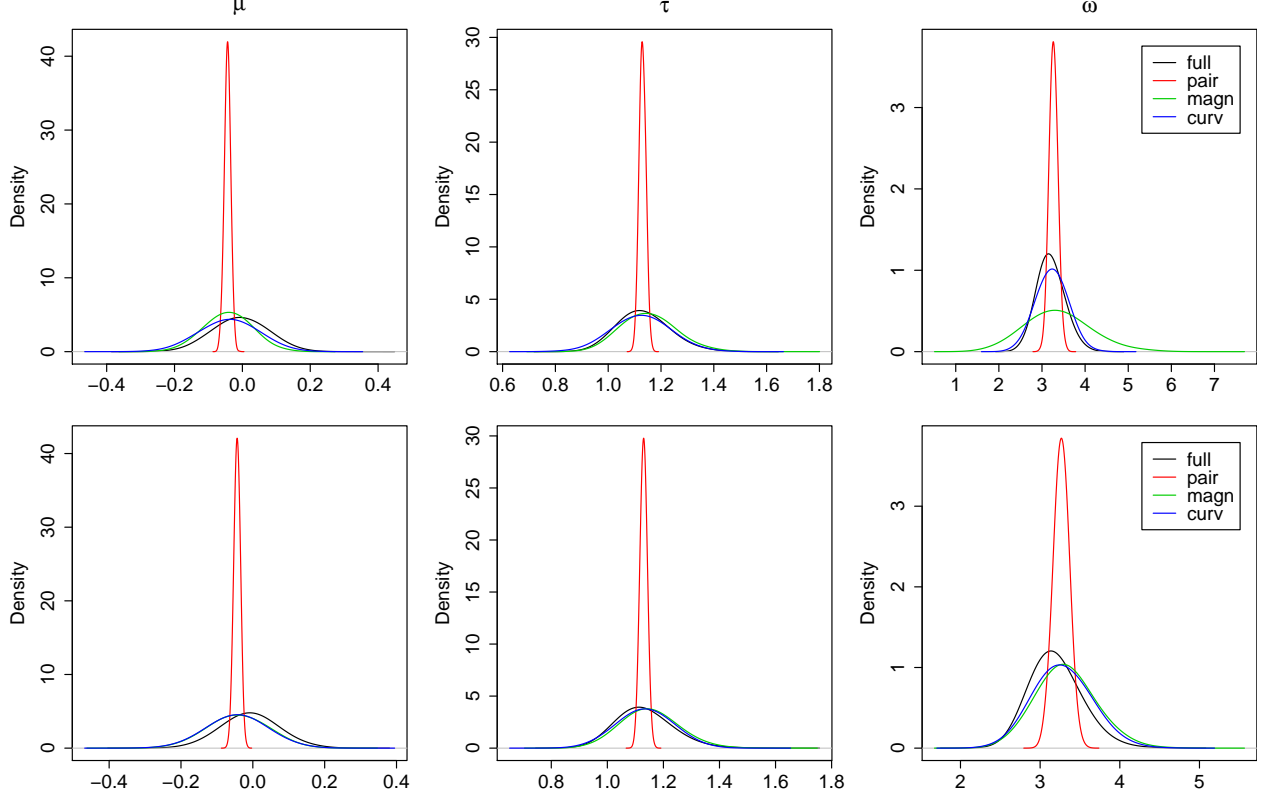 μ τ ω
Density
0 10 20 30 40
−0.4 −0.2 0.0 0.2 0.4
Density
0 5 10 15 20 25 30
0.6 0.8 1.0 1.2 1.4 1.6 1.8
Density
0 1 2 3
1 2 3 4 5 6 7
full
pair
magn
curv
Density
0 10 20 30 40
−0.4 −0.2 0.0 0.2 0.4
Density
0 5 10 15 20 25 30
0.8 1.0 1.2 1.4 1.6 1.8
Density
0 1 2 3
2 3 4 5
full
pair
magn
curv